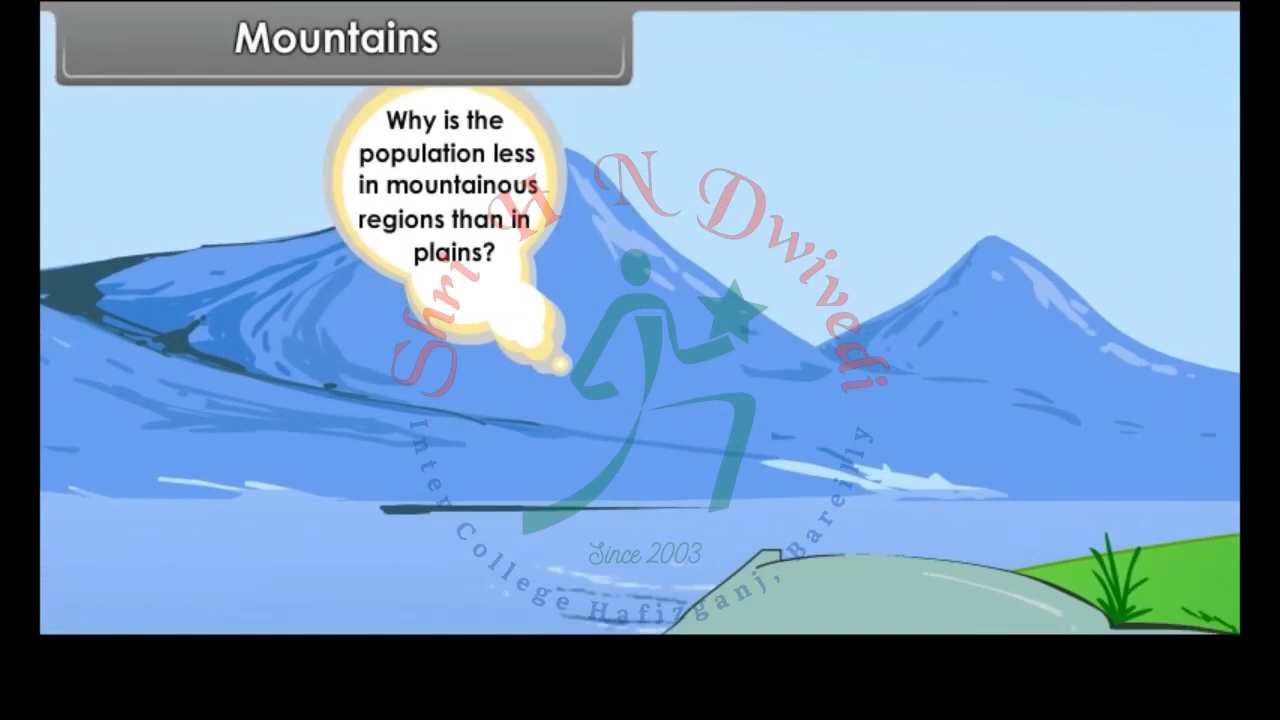 Mountains
Why is the
population less
in mountainous
regions than in
plains?
Shri H N Dwivedi
Since 2003
Inter College Hafizganj, Bareilly